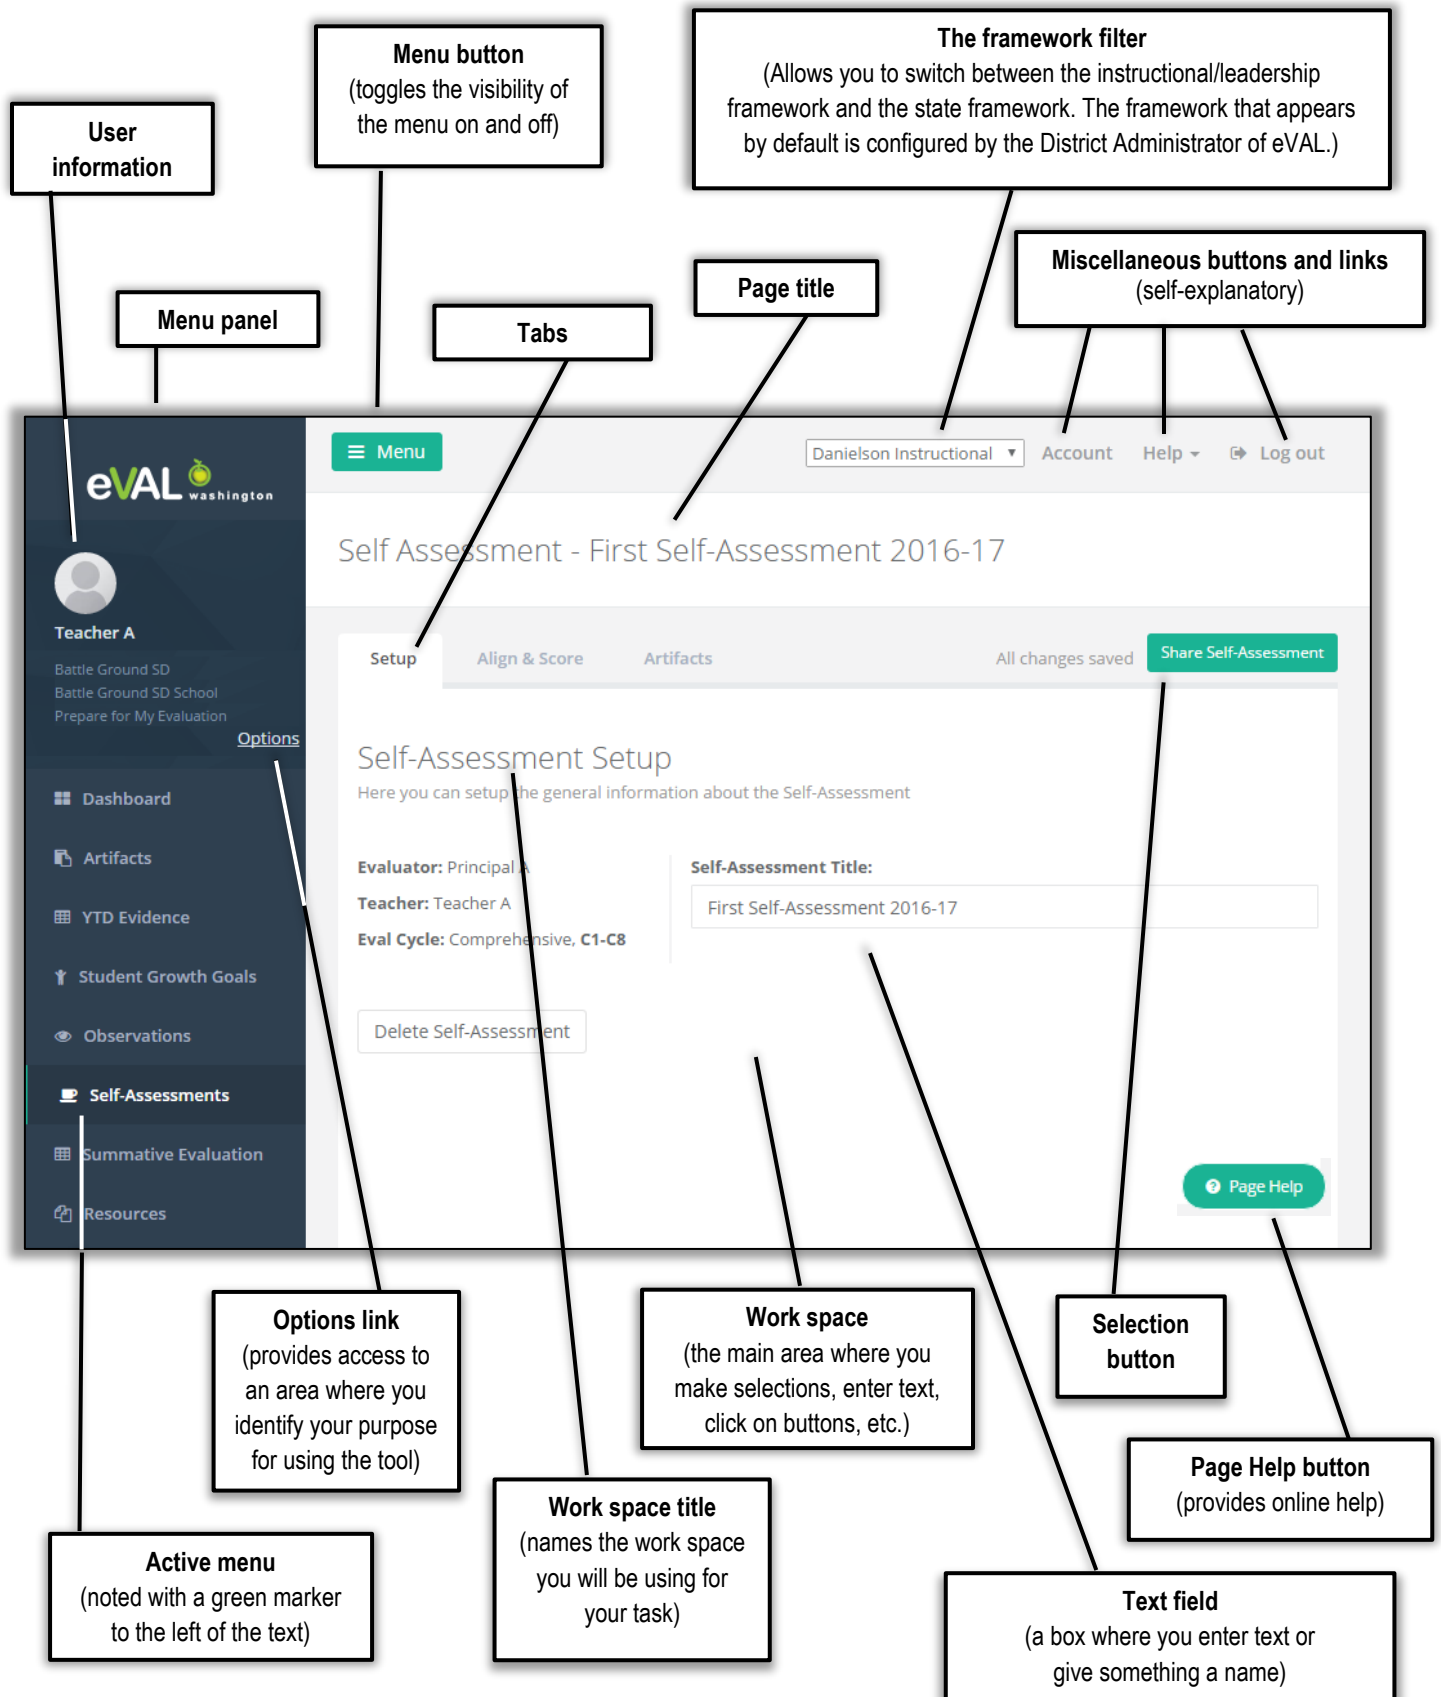 Menu button
(toggles the visibility of
the menu on and off)
The framework filter
(Allows you to switch between the instructional/leadership
framework and the state framework. The framework that appears
by default is configured by the District Administrator of eVAL.)
User
information
Miscellaneous buttons and links
(self-explanatory)
Page title
Menu panel
Tabs
eVAL washington
Menu
Danielson Instructional
Account
Help
Log out
Self Assessment - First Self-Assessment 2016-17
Teacher A
Battle Ground SD
Battle Ground SD School
Prepare for My Evaluation
Options
Setup
Align & Score
Artifacts
All changes saved
Share Self-Assessment
Dashboard
Artifacts
YTD Evidence
Student Growth Goals
Observations
Self-Assessments
Summative Evaluation
Resources
Self-Assessment Setup
Here you can setup the general information about the Self-Assessment
Evaluator: Principal A
Teacher: Teacher A
Eval Cycle: Comprehensive, C1-C8
Self-Assessment Title:
First Self-Assessment 2016-17
Delete Self-Assessment
Page Help
Options link
(provides access to
an area where you
identify your purpose
for using the tool)
Work space
(the main area where you
make selections, enter text,
click on buttons, etc.)
Selection
button
Page Help button
(provides online help)
Work space title
(names the work space
you will be using for
your task)
Active menu
(noted with a green marker
to the left of the text)
Text field
(a box where you enter text or
give something a name)